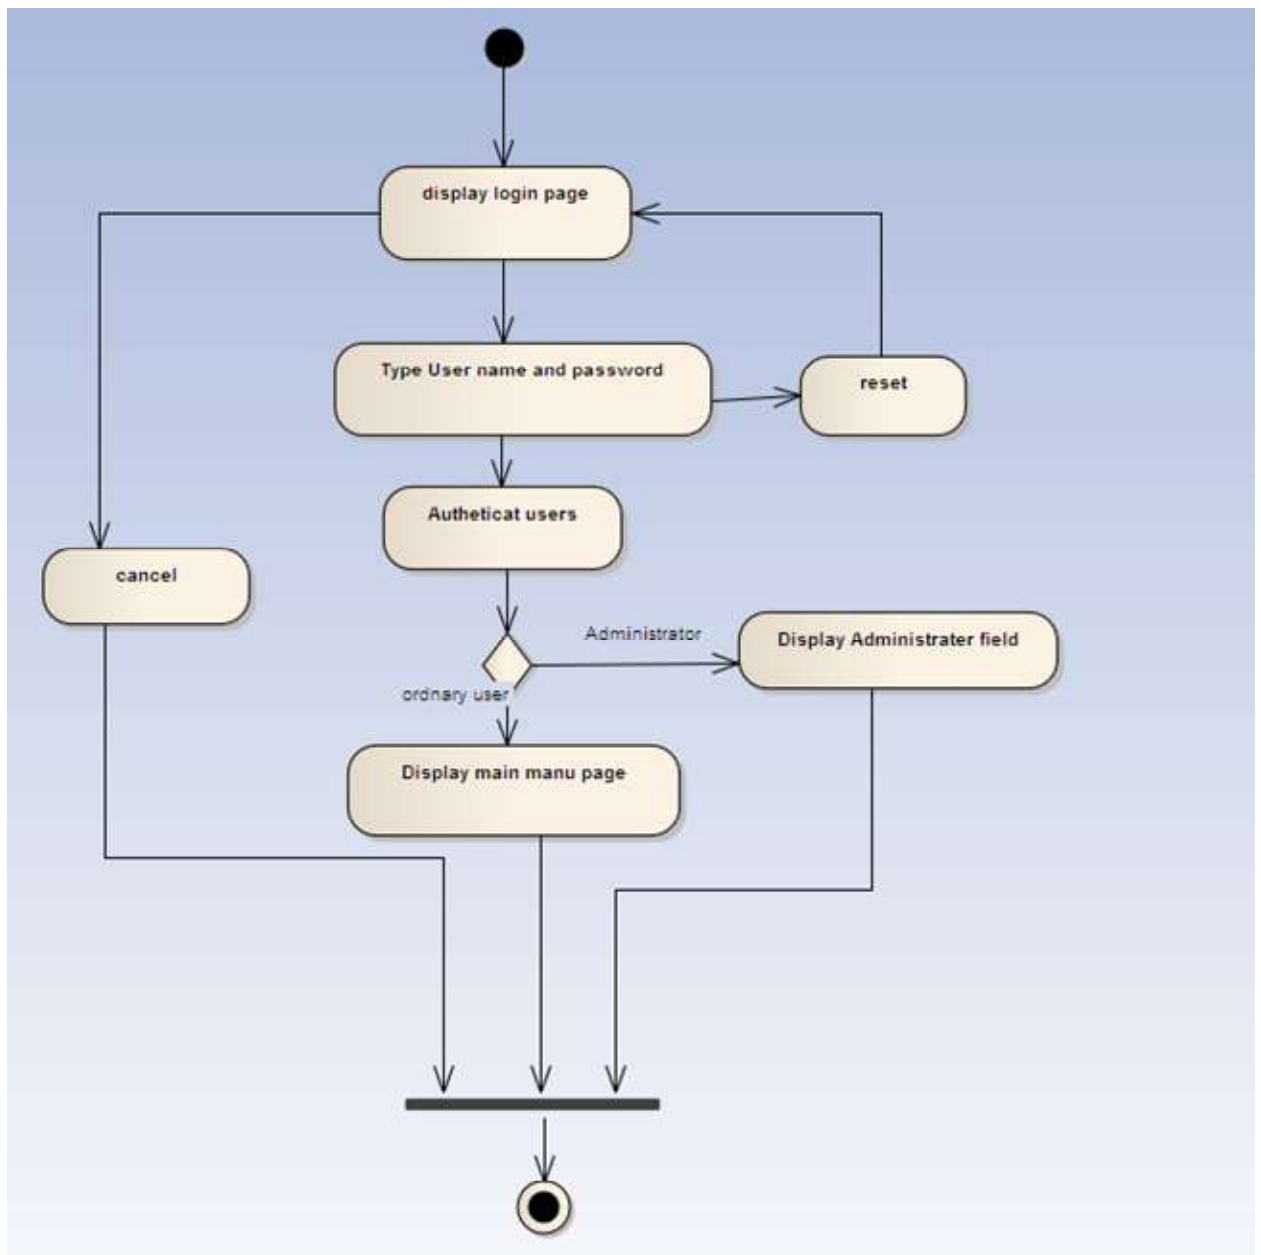 display login page
Type User name and password
reset
Autheticat users
cancel
Administrator
Display Administrater field
ordnary user
Display main manu page